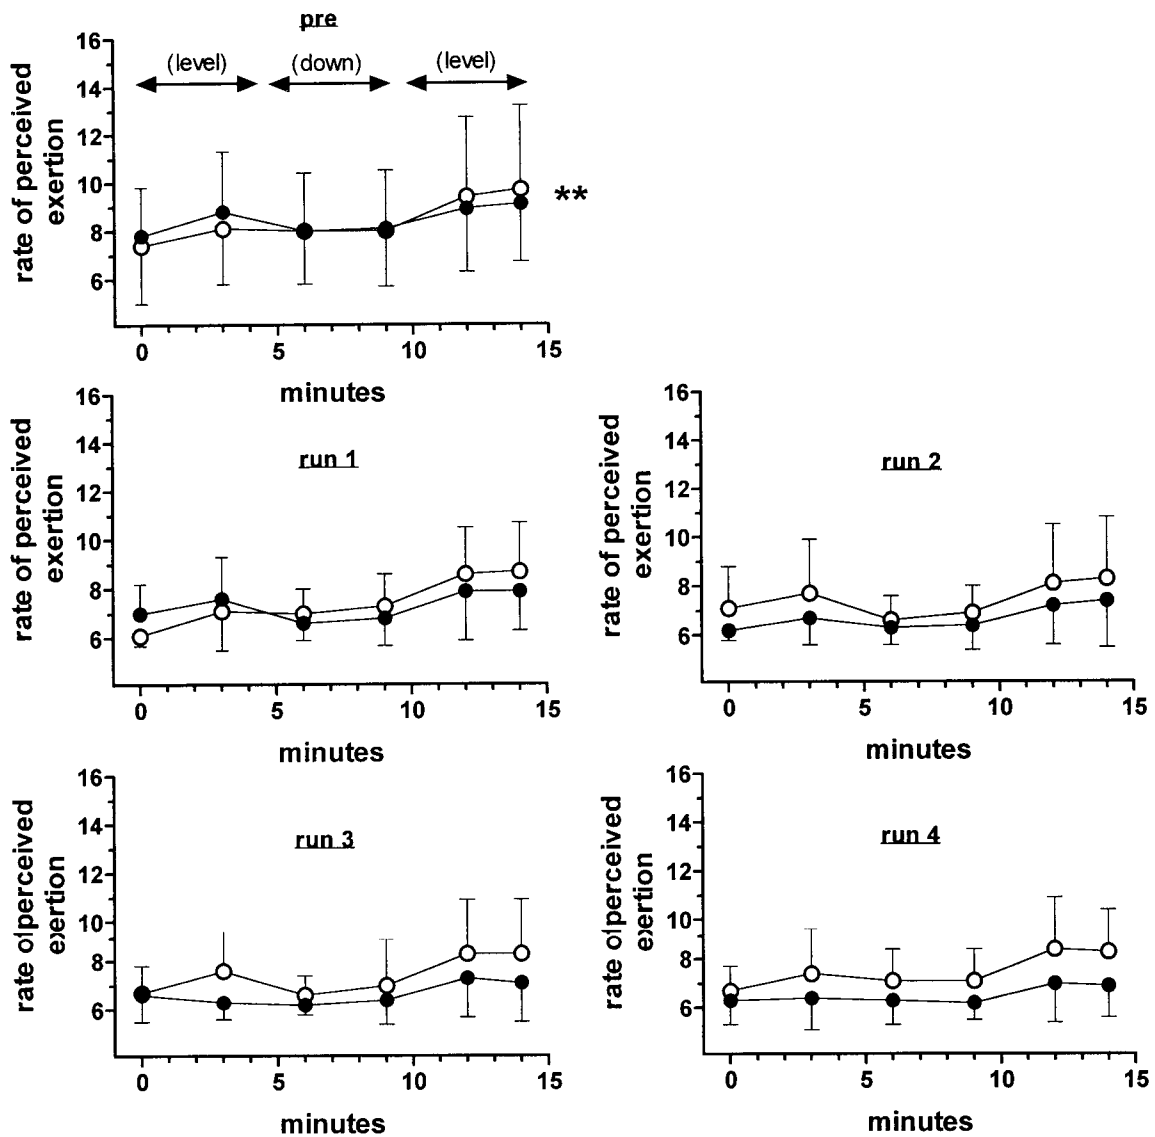 pre
16
14
12
10
8
6
(level)
(down)
(level)
**
rate of perceived
exertion
0
5
10
15
minutes
16
14
12
10
8
6
run 1
rate of perceived
exertion
0
5
10
15
minutes
16
14
12
10
8
6
run 2
rate of perceived
exertion
0
5
10
15
minutes
16
14
12
10
8
6
run 3
rate of perceived
exertion
0
5
10
15
minutes
16
14
12
10
8
6
run 4
rate of perceived
exertion
0
5
10
15
minutes